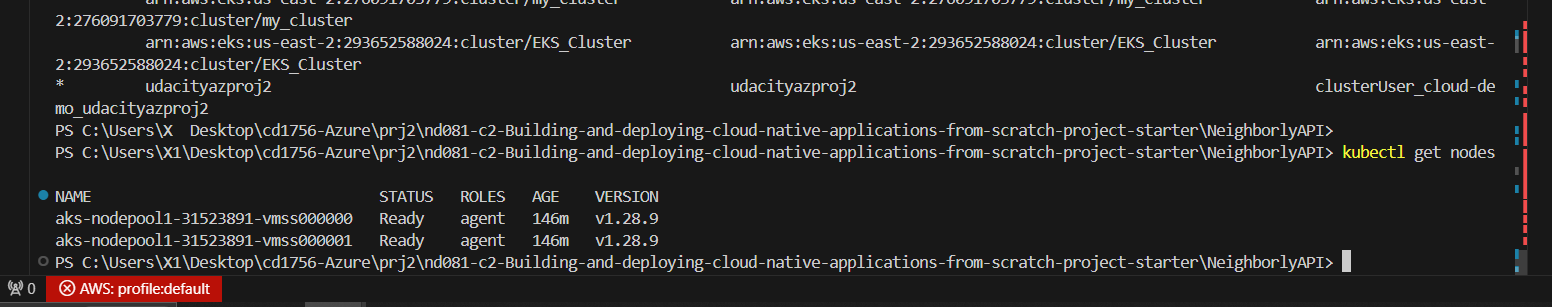 arn:aws:eks:us-east-2:276091703779:cluster/my_cluster arn:aws:eks:us-east-2:276091703779:cluster/my_cluster arn:aws:eks:us-east-
2:276091703779:cluster/my_cluster
arn:aws:eks:us-east-2:293652588024:cluster/EKS_Cluster arn:aws:eks:us-east-2:293652588024:cluster/EKS_Cluster arn:aws:eks:us-east-
2:293652588024:cluster/EKS_Cluster
* udacityazproj2 udacityazproj2 clusterUser_cloud-de
mo_udacityazproj2
PS C:\Users\X Desktop\cd1756-Azure\prj2\nd081-c2-Building-and-deploying-cloud-native-applications-from-scratch-project-starter\NeighborlyAPI>
PS C:\Users\X1\Desktop\cd1756-Azure\prj2\nd081-c2-Building-and-deploying-cloud-native-applications-from-scratch-project-starter\NeighborlyAPI> kubectl get nodes
NAME STATUS ROLES AGE VERSION
aks-nodepool1-31523891-vmss000000 Ready agent 146m v1.28.9
aks-nodepool1-31523891-vmss000001 Ready agent 146m v1.28.9
PS C:\Users\X1\Desktop\cd1756-Azure\prj2\nd081-c2-Building-and-deploying-cloud-native-applications-from-scratch-project-starter\NeighborlyAPI>
0 AWS: profile:default